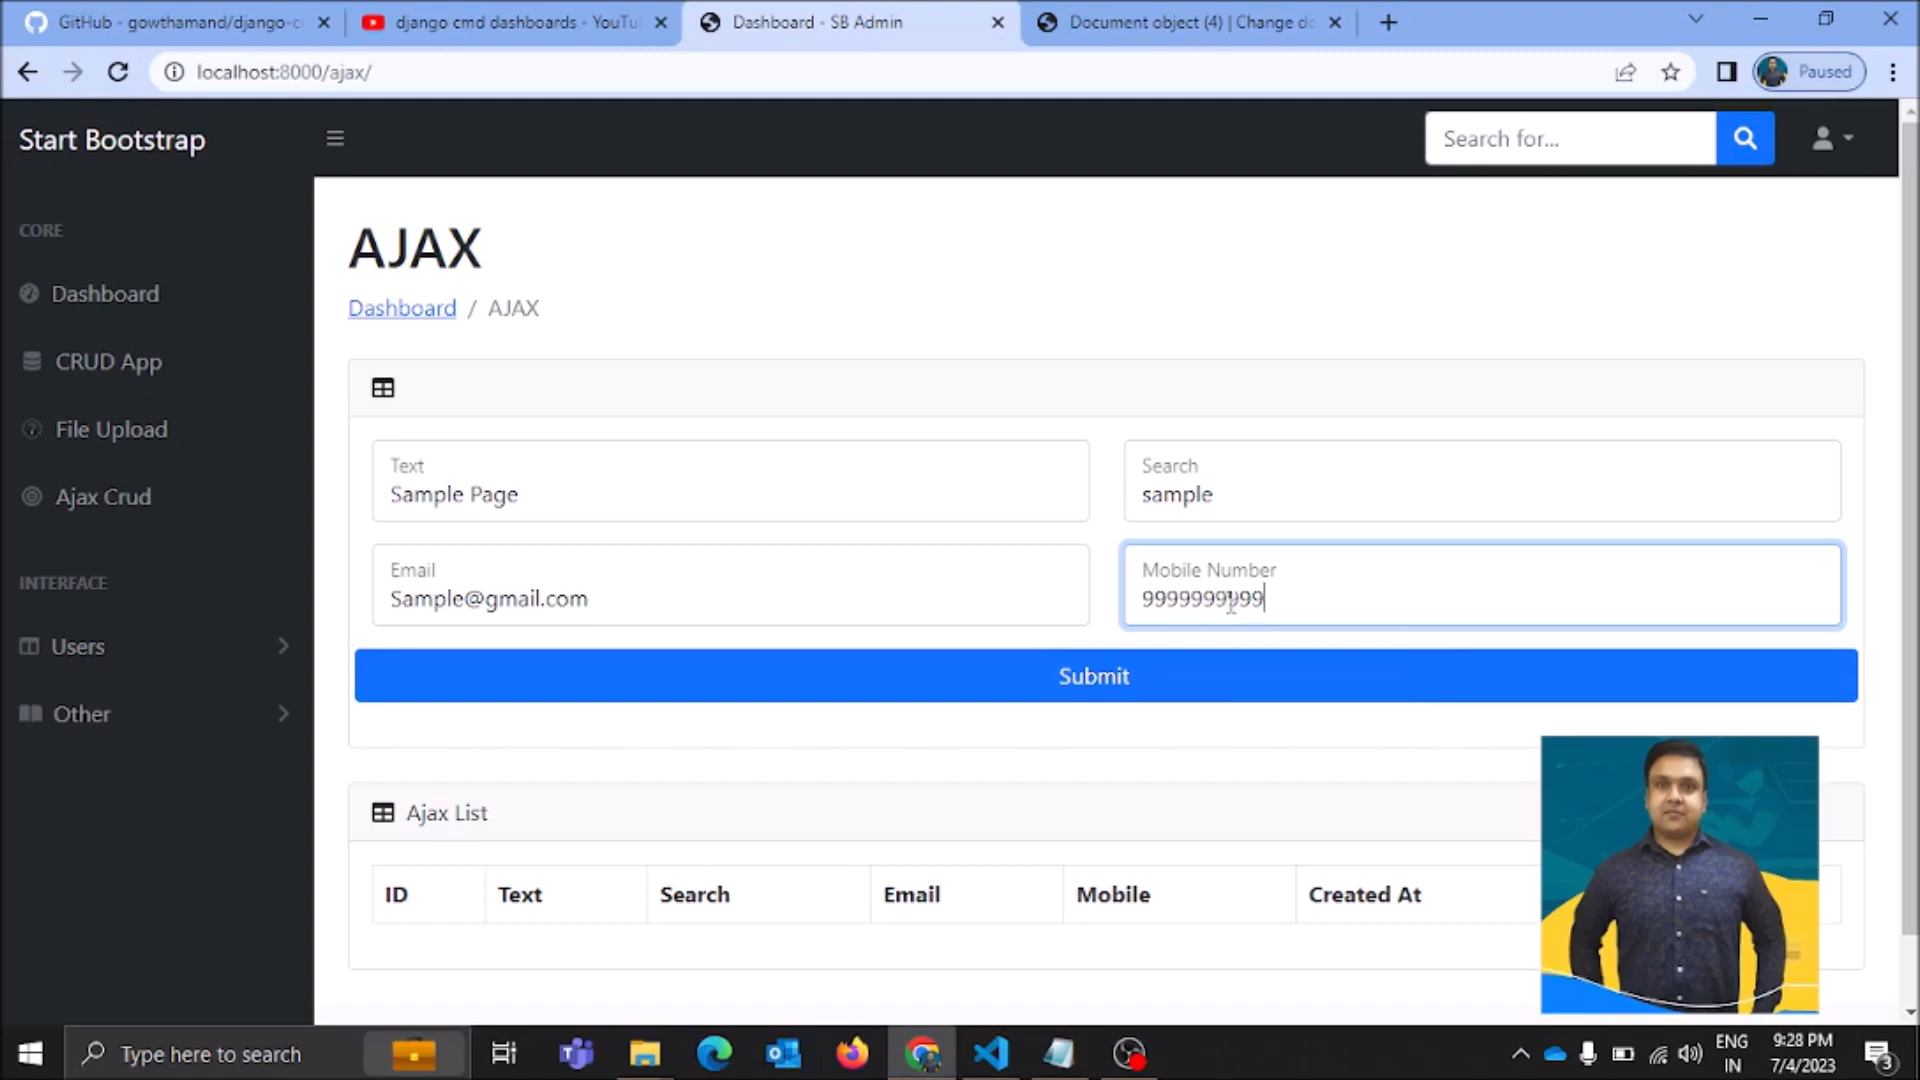 GitHub - gowthamand/django-c
django cmd dashboards - YouTu
Dashboard - SB Admin
Document object (4) | Change do
localhost:8000/ajax/
Paused
Start Bootstrap
Search for...
CORE
Dashboard
CRUD App
File Upload
Ajax Crud
INTERFACE
Users
Other
AJAX
Dashboard / AJAX
Text
Sample Page
Search
sample
Email
Sample@gmail.com
Mobile Number
9999999999
Submit
Ajax List
ID Text Search Email Mobile Created At
Type here to search
ENG
IN
9:28 PM
7/4/2023
3